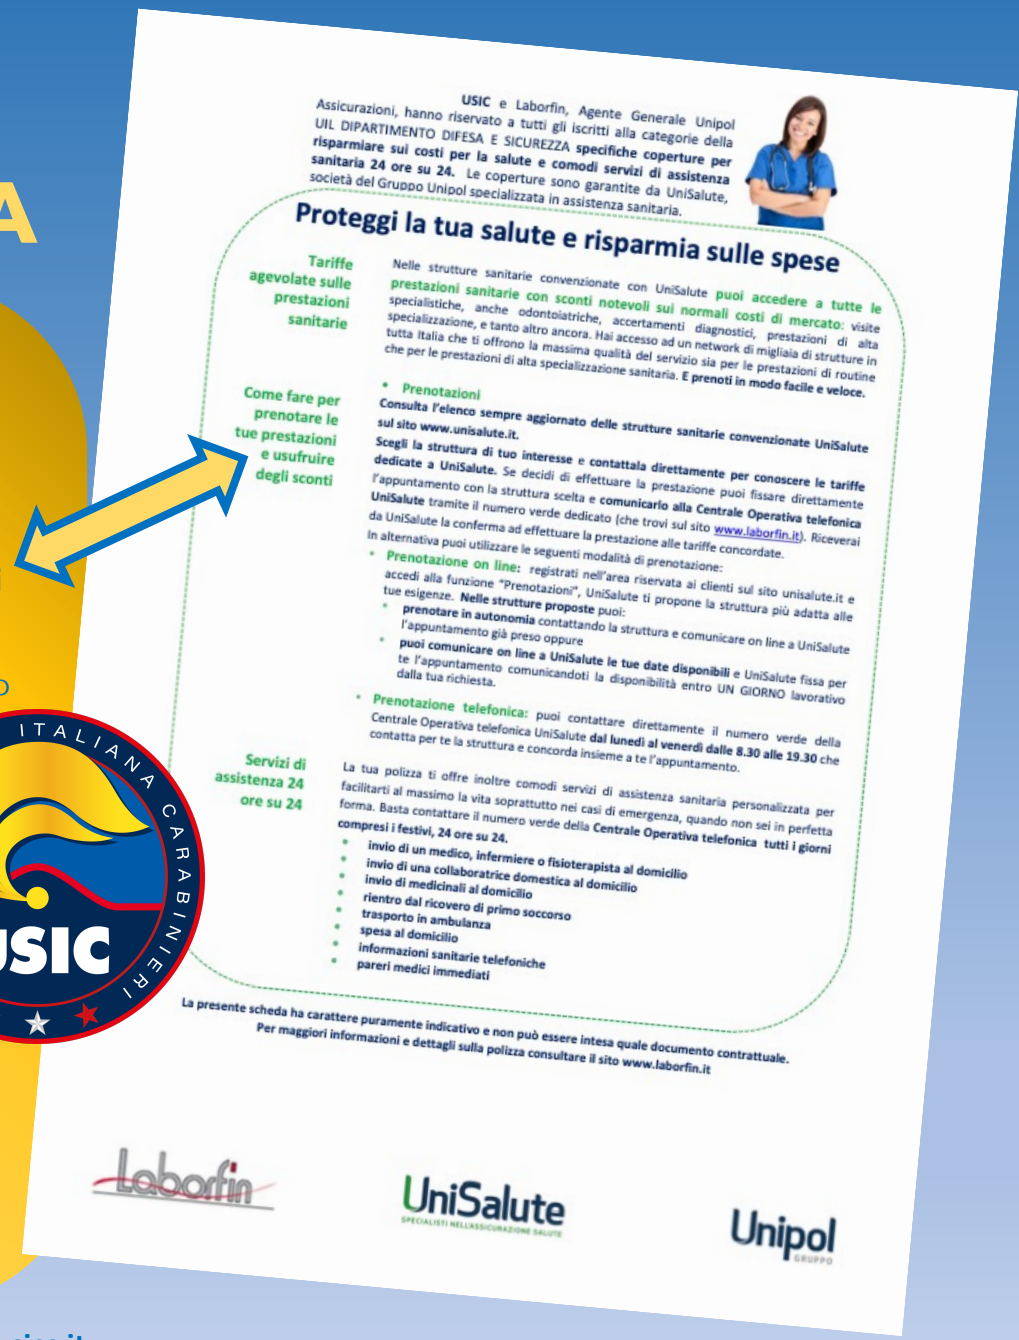 USIC e Laborfin, Agente Generale Unipol
Assicurazioni, hanno riservato a tutti gli iscritti alla categorie della
UIL DIPARTIMENTO DIFESA E SICUREZZA specifiche coperture per
risparmiare sui costi per la salute e comodi servizi di assistenza
sanitaria 24 ore su 24. Le coperture sono garantite da UniSalute,
società del Gruppo Unipol specializzata in assistenza sanitaria.
Proteggi la tua salute e risparmia sulle spese
Tariffe
agevolate sulle
prestazioni
sanitarie
Nelle strutture sanitarie convenzionate con UniSalute puoi accedere a tutte le
prestazioni sanitarie con sconti notevoli sui normali costi di mercato: visite
specialistiche, anche odontoiatriche, accertamenti diagnostici, prestazioni di alta
specializzazione, e tanto altro ancora. Hai accesso ad un network di migliaia di strutture in
tutta Italia che ti offrono la massima qualità del servizio sia per le prestazioni di routine
che per le prestazioni di alta specializzazione sanitaria. E prenoti in modo facile e veloce.
Come fare per
prenotare le
tue prestazioni
e usufruire
degli sconti
• Prenotazioni
Consulta l'elenco sempre aggiornato delle strutture sanitarie convenzionate UniSalute
sul sito www.unisalute.it.
Scegli la struttura di tuo interesse e contattala direttamente per conoscere le tariffe
dedicate a UniSalute. Se decidi di effettuare la prestazione puoi fissare direttamente
l'appuntamento con la struttura scelta e comunicarlo alla Centrale Operativa telefonica
UniSalute tramite il numero verde dedicato (che trovi sul sito www.laborfin.it). Riceverai
da UniSalute la conferma ad effettuare la prestazione alle tariffe concordate.
In alternativa puoi utilizzare le seguenti modalità di prenotazione:
• Prenotazione on line: registrati nell'area riservata ai clienti sul sito unisalute.it e
accedi alla funzione "Prenotazioni", UniSalute ti propone la struttura più adatta alle
tue esigenze. Nelle strutture proposte puoi:
• prenotare in autonomia contattando la struttura e comunicare on line a UniSalute
l'appuntamento già preso oppure
• puoi comunicare on line a UniSalute le tue date disponibili e UniSalute fissa per
te l'appuntamento comunicandoti la disponibilità entro UN GIORNO lavorativo
dalla tua richiesta.
• Prenotazione telefonica: puoi contattare direttamente il numero verde della
Centrale Operativa telefonica UniSalute dal lunedì al venerdì dalle 8.30 alle 19.30 che
contatta per te la struttura e concorda insieme a te l'appuntamento.
Servizi di
assistenza 24
ore su 24
La tua polizza ti offre inoltre comodi servizi di assistenza sanitaria personalizzata per
facilitarti al massimo la vita soprattutto nei casi di emergenza, quando non sei in perfetta
forma. Basta contattare il numero verde della Centrale Operativa telefonica tutti i giorni
compresi i festivi, 24 ore su 24.
• invio di un medico, infermiere o fisioterapista al domicilio
• invio di una collaboratrice domestica al domicilio
• invio di medicinali al domicilio
• rientro dal ricovero di primo soccorso
• trasporto in ambulanza
• spesa al domicilio
• informazioni sanitarie telefoniche
• pareri medici immediati
La presente scheda ha carattere puramente indicativo e non può essere intesa quale documento contrattuale.
Per maggiori informazioni e dettagli sulla polizza consultare il sito www.laborfin.it
Laborfin
UniSalute
SPECIALISTI NELL'ASSICURAZIONE SALUTE
Unipol
GRUPPO
A
ITALIANA CARABINIERI
USIC